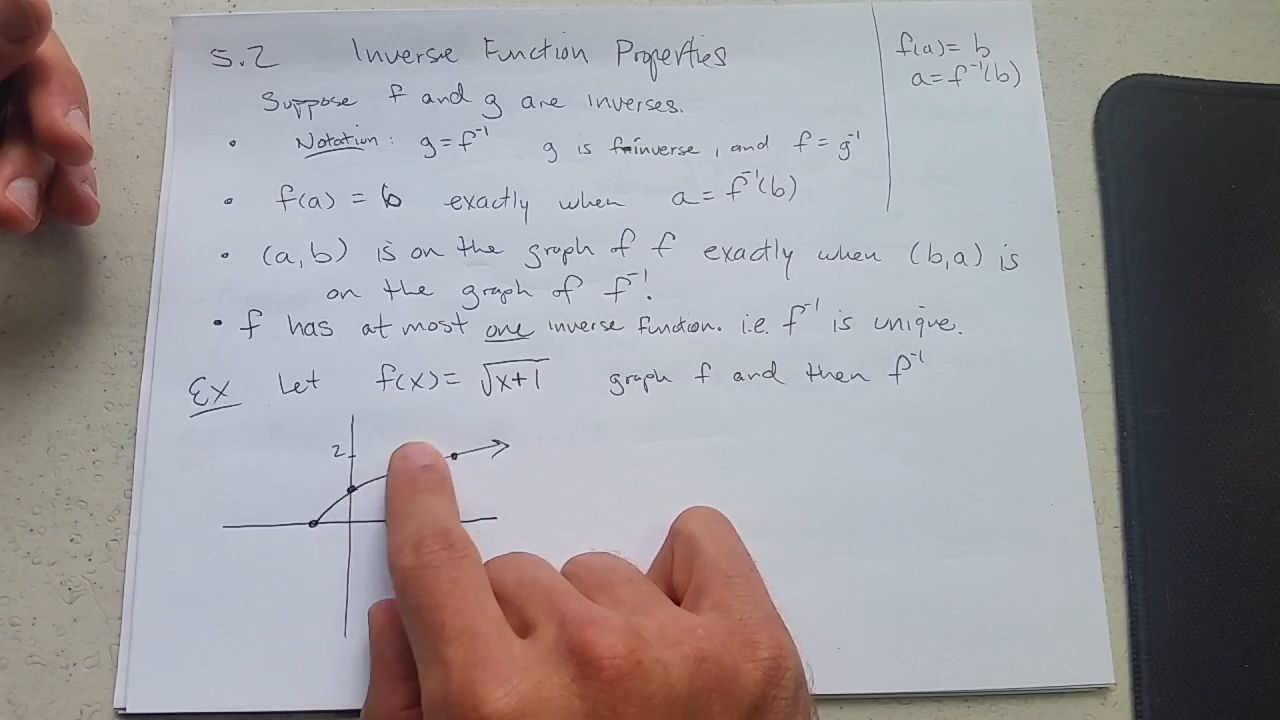 5.2 Inverse Function Properties
f(a) = b
a = f⁻¹(b)
Suppose f and g are inverses.
• Notation: g = f⁻¹ g is f inverse, and f = g⁻¹
• f(a) = b exactly when a = f⁻¹(b)
• (a,b) is on the graph of f exactly when (b,a) is
on the graph of f⁻¹.
• f has at most one inverse function. i.e. f⁻¹ is unique.
Ex Let f(x) = √(x+1) graph f and then f⁻¹
2